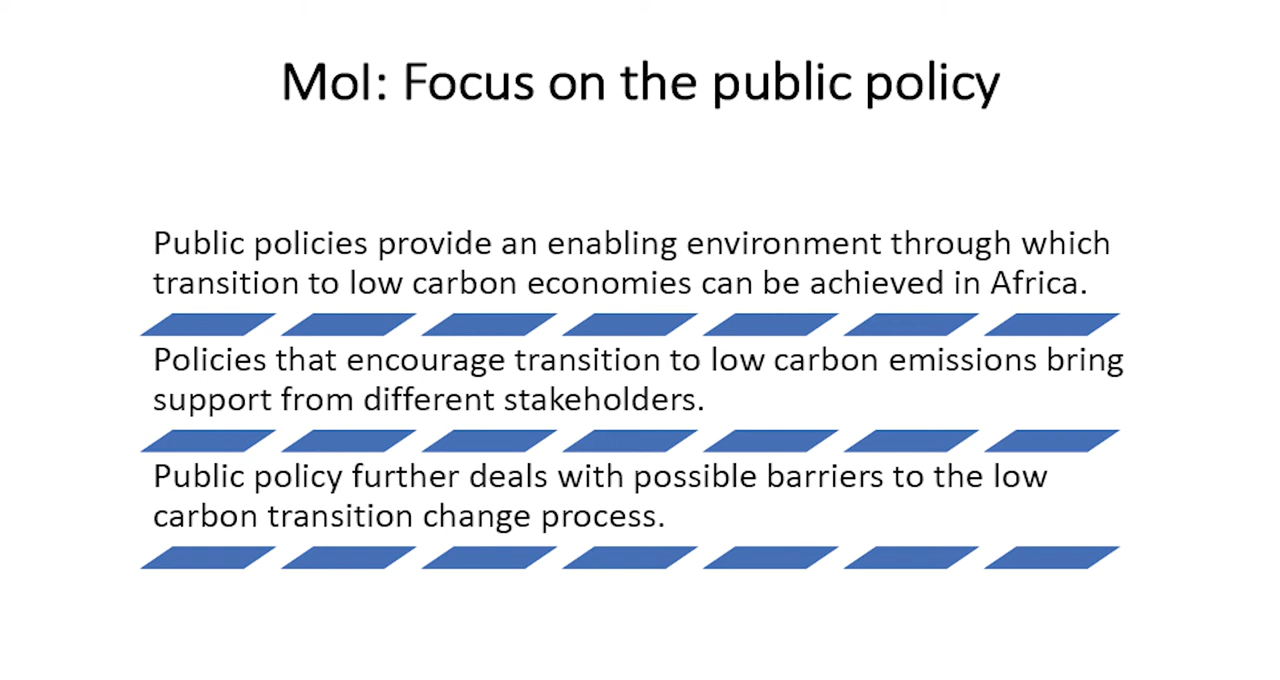 MoI: Focus on the public policy
Public policies provide an enabling environment through which
transition to low carbon economies can be achieved in Africa.
Policies that encourage transition to low carbon emissions bring
support from different stakeholders.
Public policy further deals with possible barriers to the low
carbon transition change process.